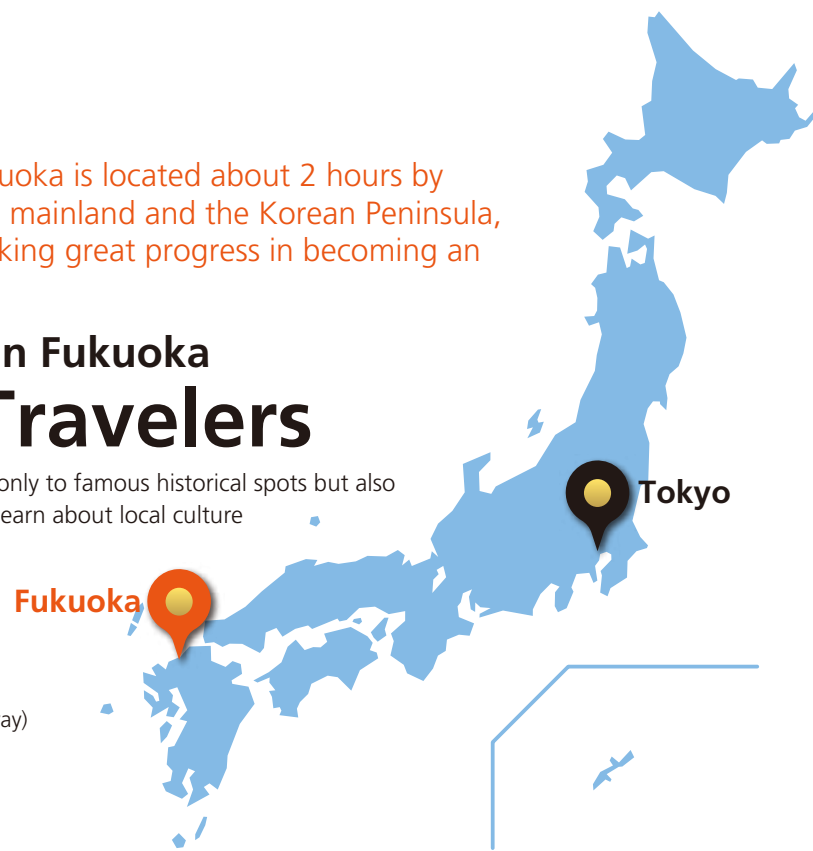 uoka is located about 2 hours by
mainland and the Korean Peninsula,
king great progress in becoming an
n Fukuoka
Travelers
only to famous historical spots but also
earn about local culture
Tokyo
Fukuoka
ay)